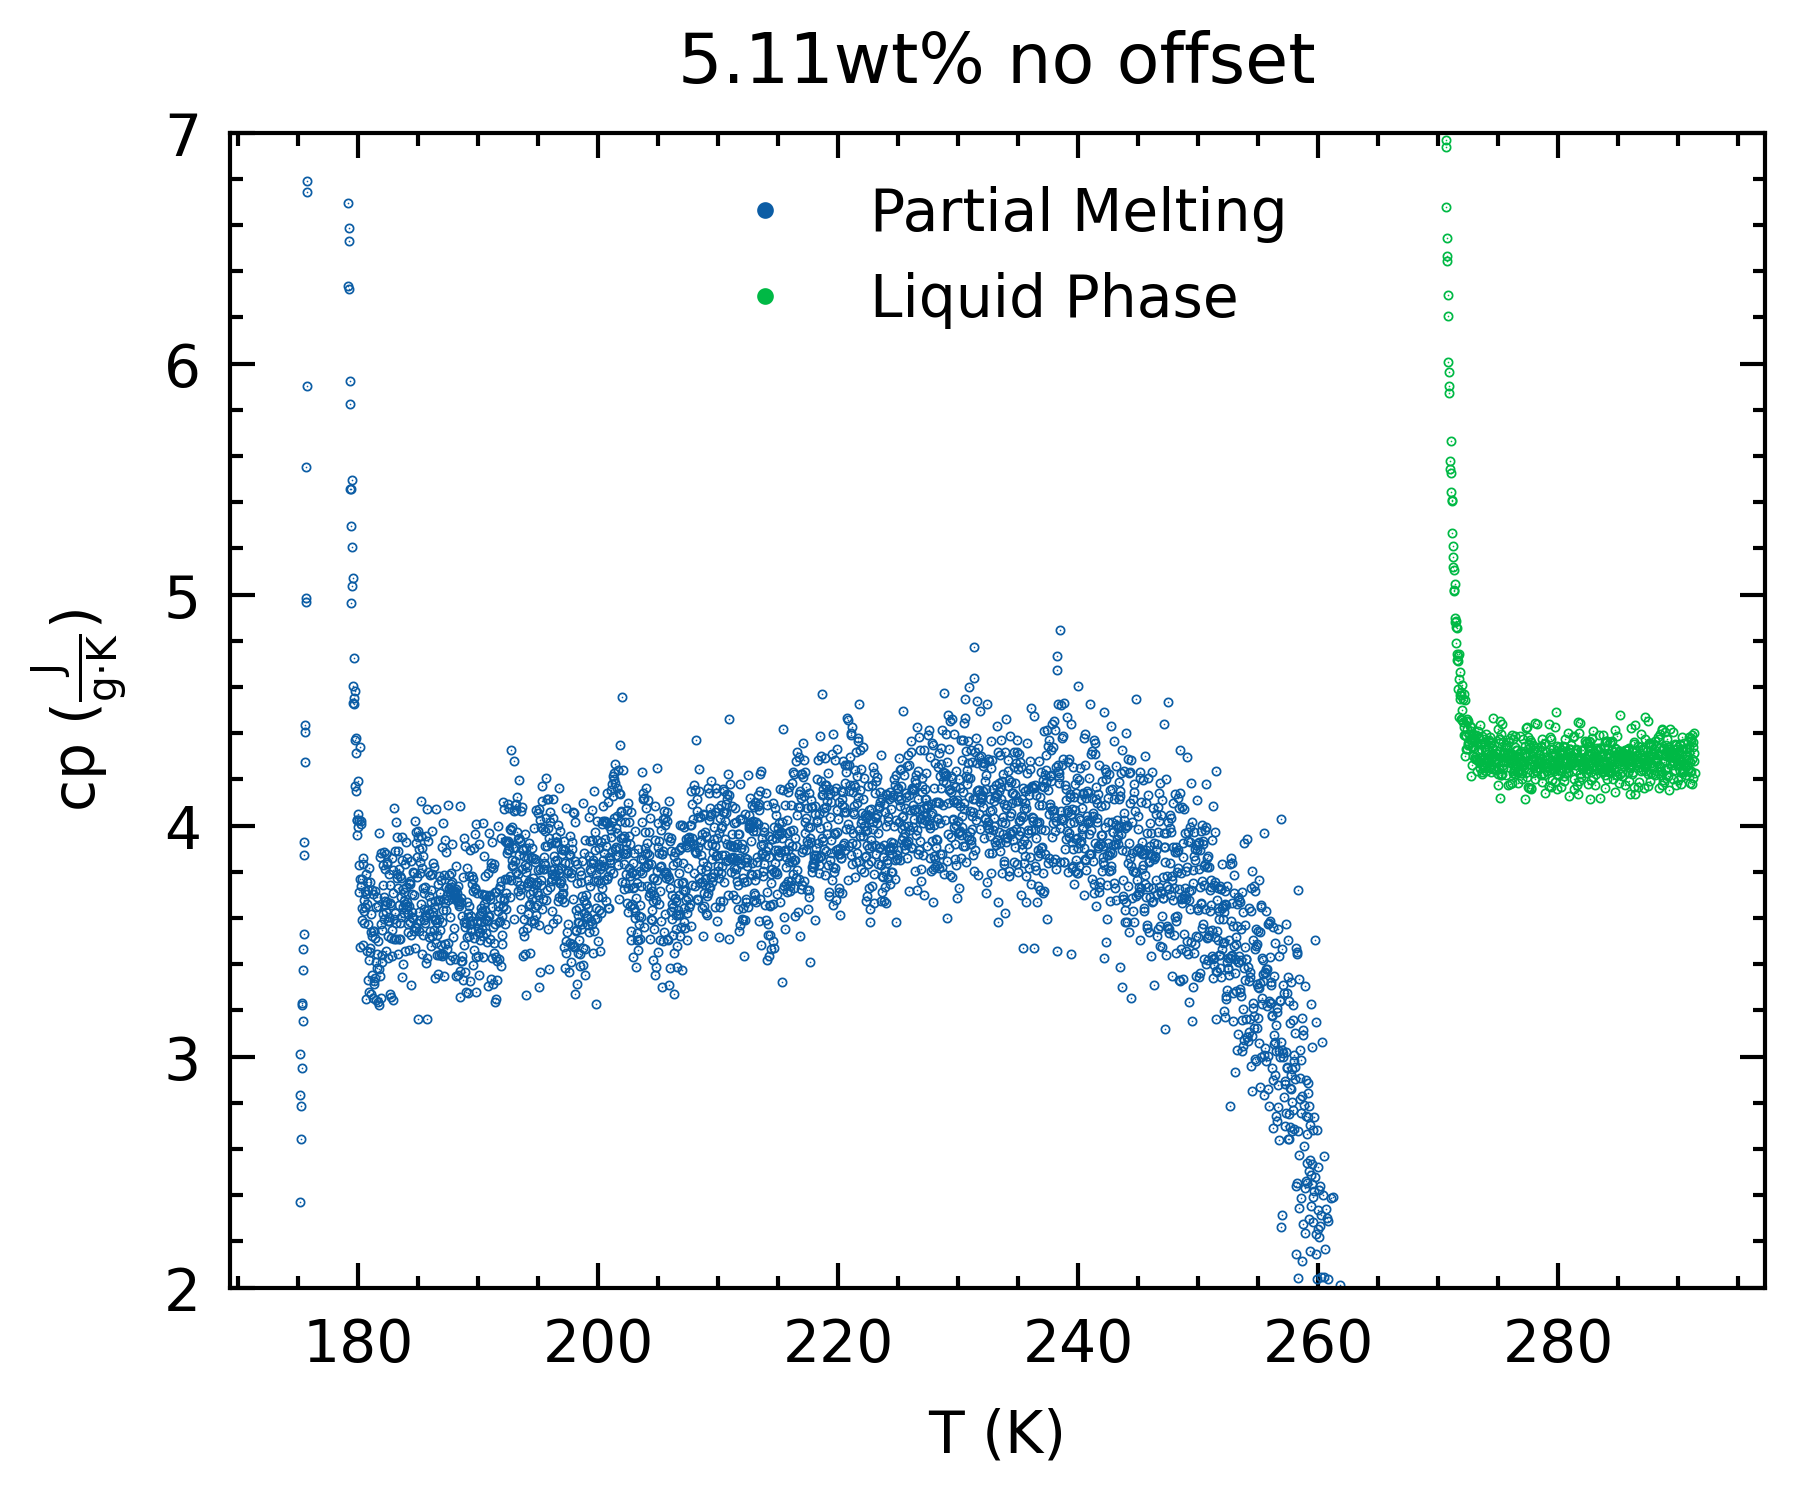 5.11wt% no offset
7
6
5
4
3
2
cp (J/g·K)
Partial Melting
Liquid Phase
180 200 220 240 260 280
T (K)